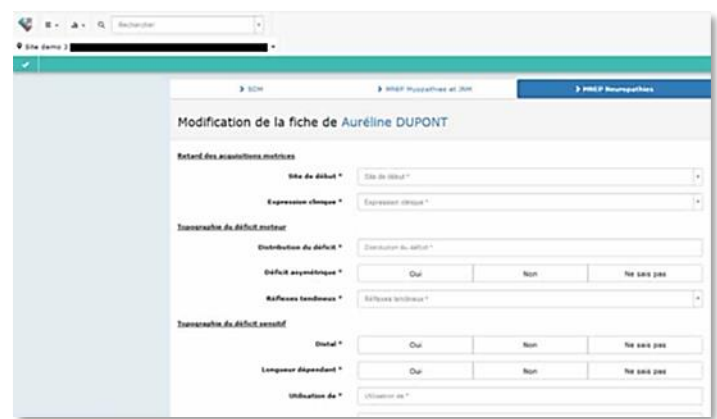 Rechercher
Site demo 2
SDM
MNEP Myopathies et JNM
MNEP Neuropathies
Modification de la fiche de Auréline DUPONT
Retard des acquisitions motrices
Site de début * Site de début *
Expression clinique * Expression clinique *
Topographie du déficit moteur
Distribution du déficit * Distribution du déficit *
Déficit asymétrique * Oui Non Ne sais pas
Réflexes tendineux * Réflexes tendineux *
Topographie du déficit sensitif
Distal * Oui Non Ne sais pas
Longueur dépendant * Oui Non Ne sais pas
Utilisation de * Utilisation de *